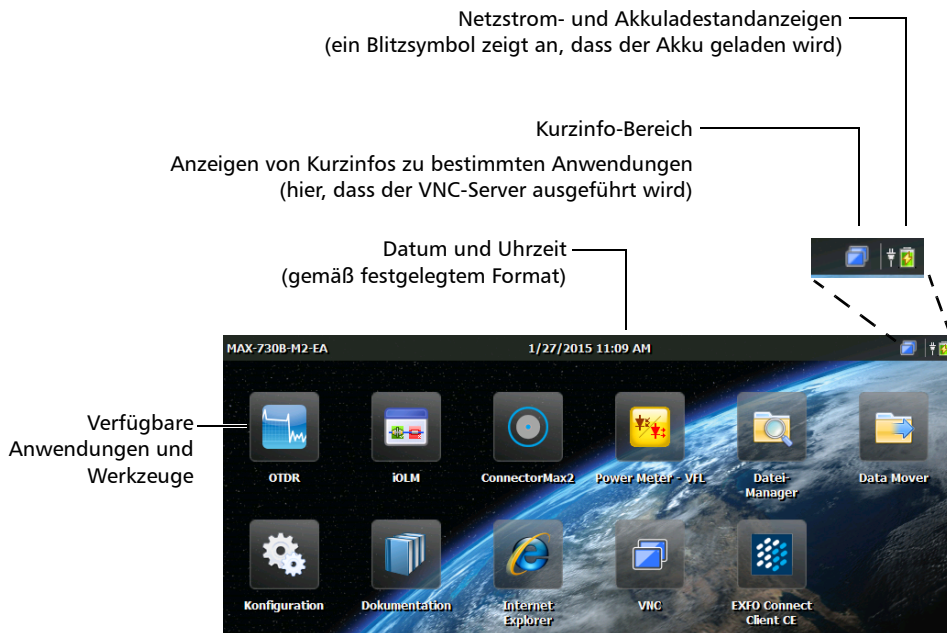 Netzstrom- und Akkuladestandanzeigen
(ein Blitzsymbol zeigt an, dass der Akku geladen wird)
Kurzinfo-Bereich
Anzeigen von Kurzinfos zu bestimmten Anwendungen
(hier, dass der VNC-Server ausgeführt wird)
Datum und Uhrzeit
(gemäß festgelegtem Format)
MAX-730B-M2-EA
1/27/2015 11:09 AM
Verfügbare
Anwendungen und
Werkzeuge
OTDR
iOLM
ConnectorMax2
Power Meter - VFL
Datei-
Manager
Data Mover
Konfiguration
Dokumentation
Internet
Explorer
VNC
EXFO Connect
Client CE